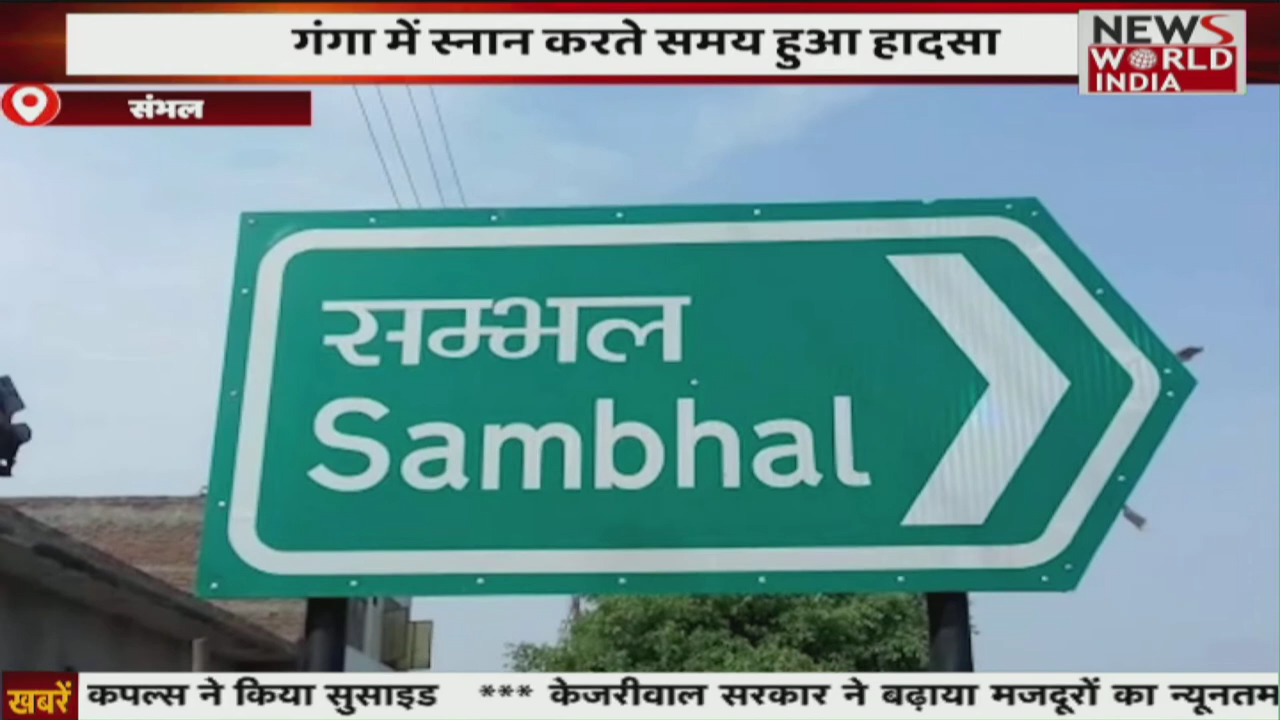 गंगा में स्नान करते समय हुआ हादसा
NEWS
WORLD
INDIA
संभल
सम्भल
Sambhal
खबरें
कपल्स ने किया सुसाइड *** केजरीवाल सरकार ने बढ़ाया मजदूरों का न्यूनतम